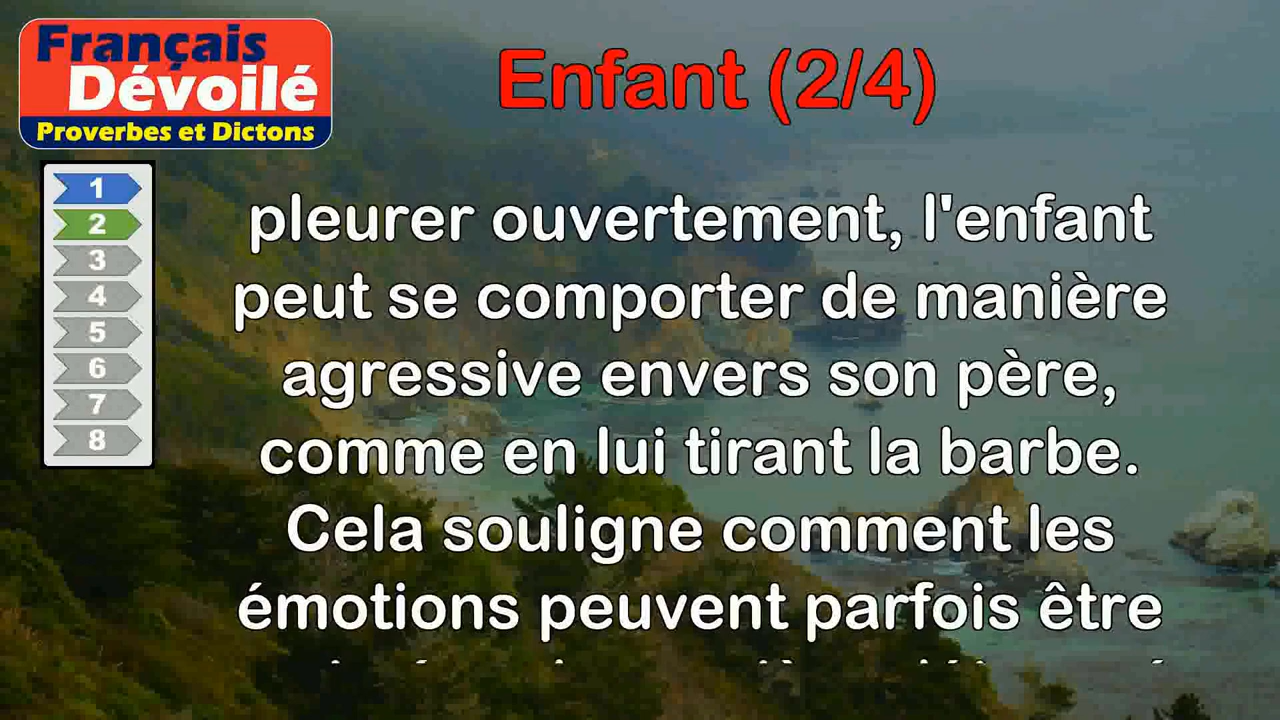 Français
Dévoilé
Proverbes et Dictons
Enfant (2/4)
1
2
3
4
5
6
7
8
pleurer ouvertement, l'enfant
peut se comporter de manière
agressive envers son père,
comme en lui tirant la barbe.
Cela souligne comment les
émotions peuvent parfois être